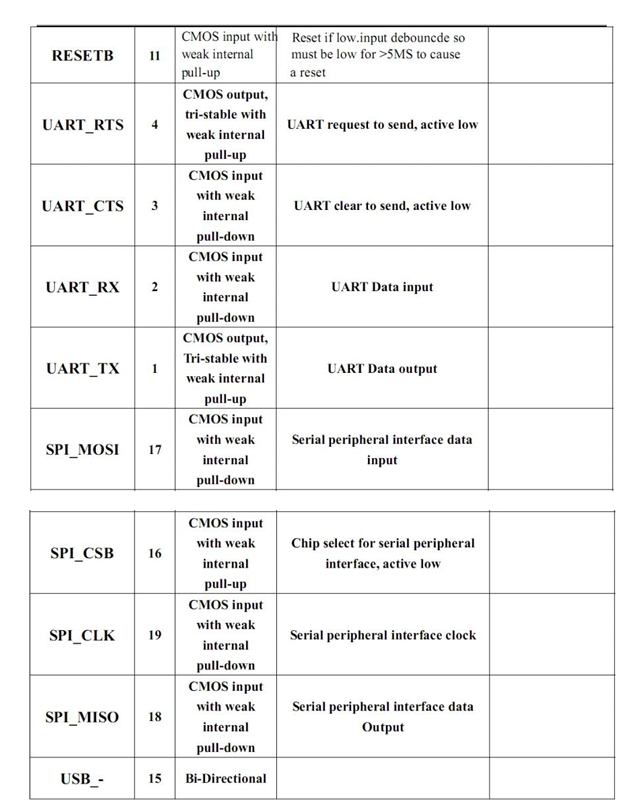 RESETB 11 CMOS input with weak internal pull-up Reset if low.input debouncde so must be low for >5MS to cause a reset
UART_RTS 4 CMOS output, tri-stable with weak internal pull-up UART request to send, active low
UART_CTS 3 CMOS input with weak internal pull-down UART clear to send, active low
UART_RX 2 CMOS input with weak internal pull-down UART Data input
UART_TX 1 CMOS output, Tri-stable with weak internal pull-up UART Data output
SPI_MOSI 17 CMOS input with weak internal pull-down Serial peripheral interface data input
SPI_CSB 16 CMOS input with weak internal pull-up Chip select for serial peripheral interface, active low
SPI_CLK 19 CMOS input with weak internal pull-down Serial peripheral interface clock
SPI_MISO 18 CMOS input with weak internal pull-down Serial peripheral interface data Output
USB_- 15 Bi-Directional